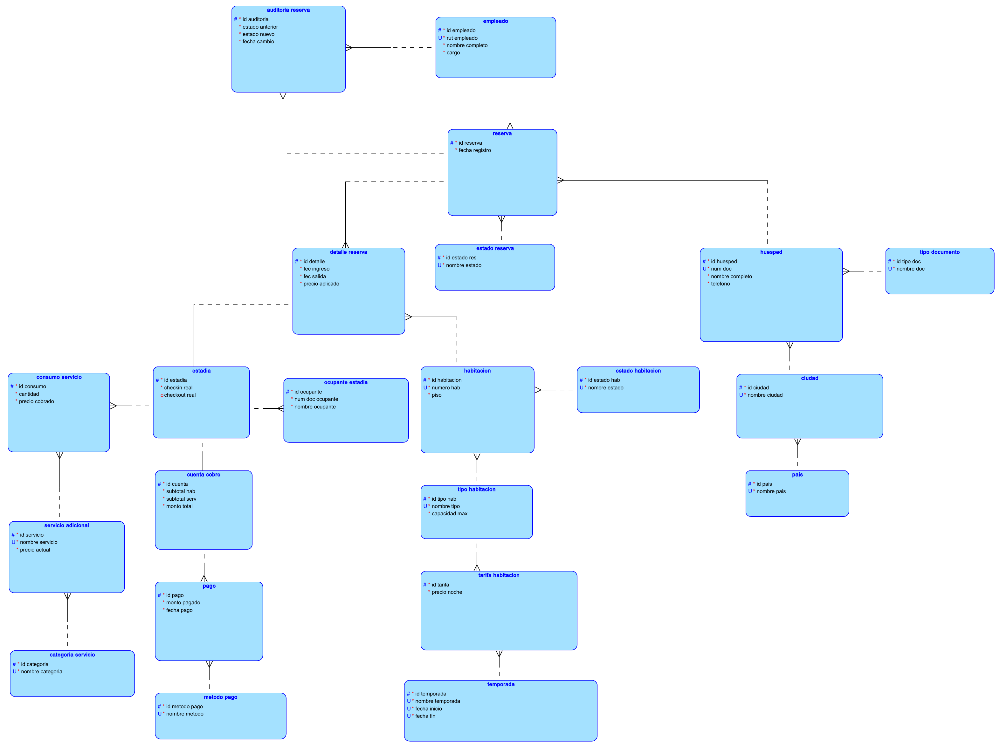 auditoria reserva
# * id auditoria
* estado anterior
* estado nuevo
* fecha cambio
empleado
# * id empleado
U * rut empleado
* nombre completo
* cargo
reserva
# * id reserva
* fecha registro
detalle reserva
# * id detalle
* fec ingreso
* fec salida
* precio aplicado
estado reserva
# * id estado res
U * nombre estado
huesped
# * id huesped
U * num doc
* nombre completo
* telefono
tipo documento
# * id tipo doc
U * nombre doc
consumo servicio
# * id consumo
* cantidad
* precio cobrado
estadia
# * id estadia
* checkin real
o checkout real
ocupante estadia
# * id ocupante
* num doc ocupante
* nombre ocupante
habitacion
# * id habitacion
U * numero hab
* piso
estado habitacion
# * id estado hab
U * nombre estado
ciudad
# * id ciudad
U * nombre ciudad
cuenta cobro
# * id cuenta
* subtotal hab
* subtotal serv
* monto total
tipo habitacion
# * id tipo hab
U * nombre tipo
* capacidad max
pais
# * id pais
U * nombre pais
servicio adicional
# * id servicio
U * nombre servicio
* precio actual
pago
# * id pago
* monto pagado
* fecha pago
tarifa habitacion
# * id tarifa
* precio noche
categoria servicio
# * id categoria
U * nombre categoria
metodo pago
# * id metodo pago
U * nombre metodo
temporada
# * id temporada
U * nombre temporada
U * fecha inicio
U * fecha fin